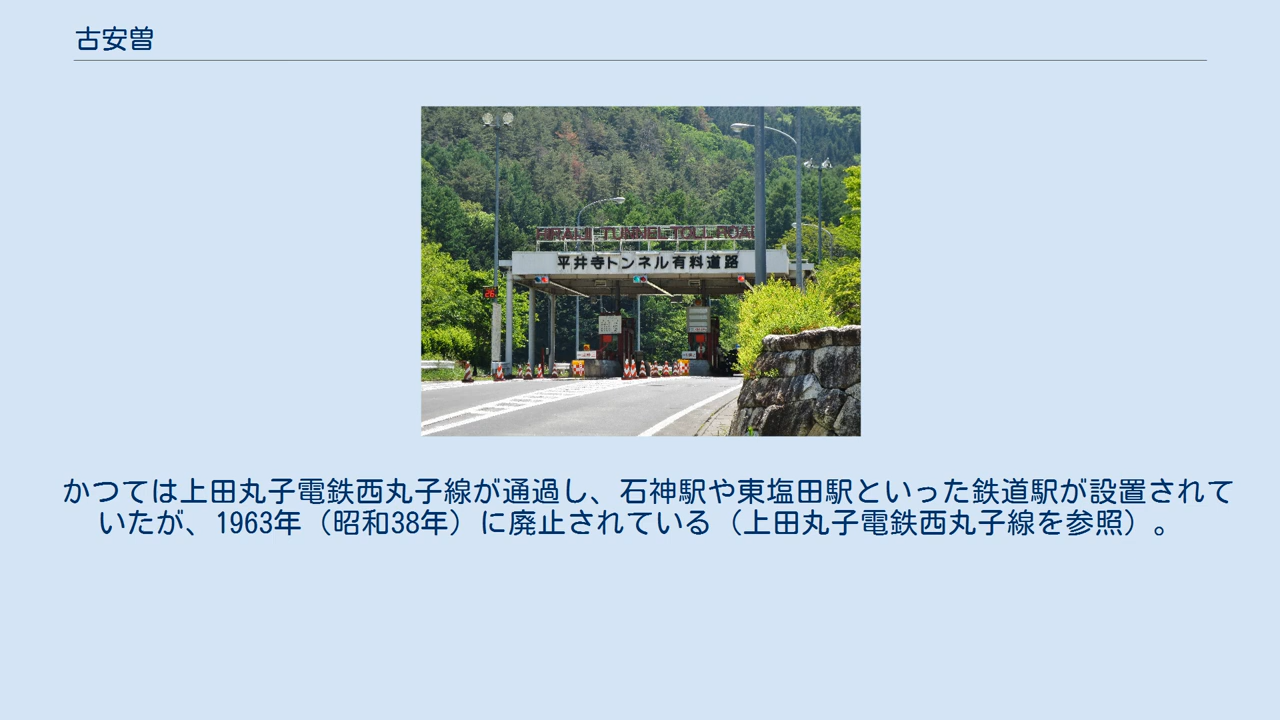 古安曽
HIRAIJI TUNNEL TOLL ROAD
平井寺トンネル有料道路
かつては上田丸子電鉄西丸子線が通過し、石神駅や東塩田駅といった鉄道駅が設置されて
いたが、1963年（昭和38年）に廃止されている（上田丸子電鉄西丸子線を参照）。